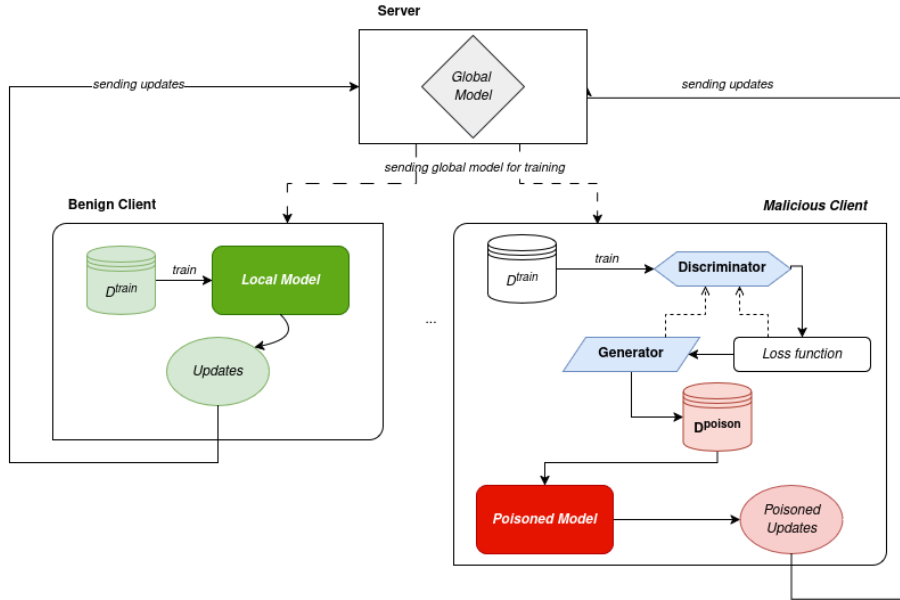 Server
Global
Model
sending updates
sending updates
sending global model for training
Benign Client
Malicious Client
Dtrain
train
Local Model
Updates
...
Dtrain
train
Discriminator
Generator
Loss function
Dpoison
Poisoned Model
Poisoned
Updates